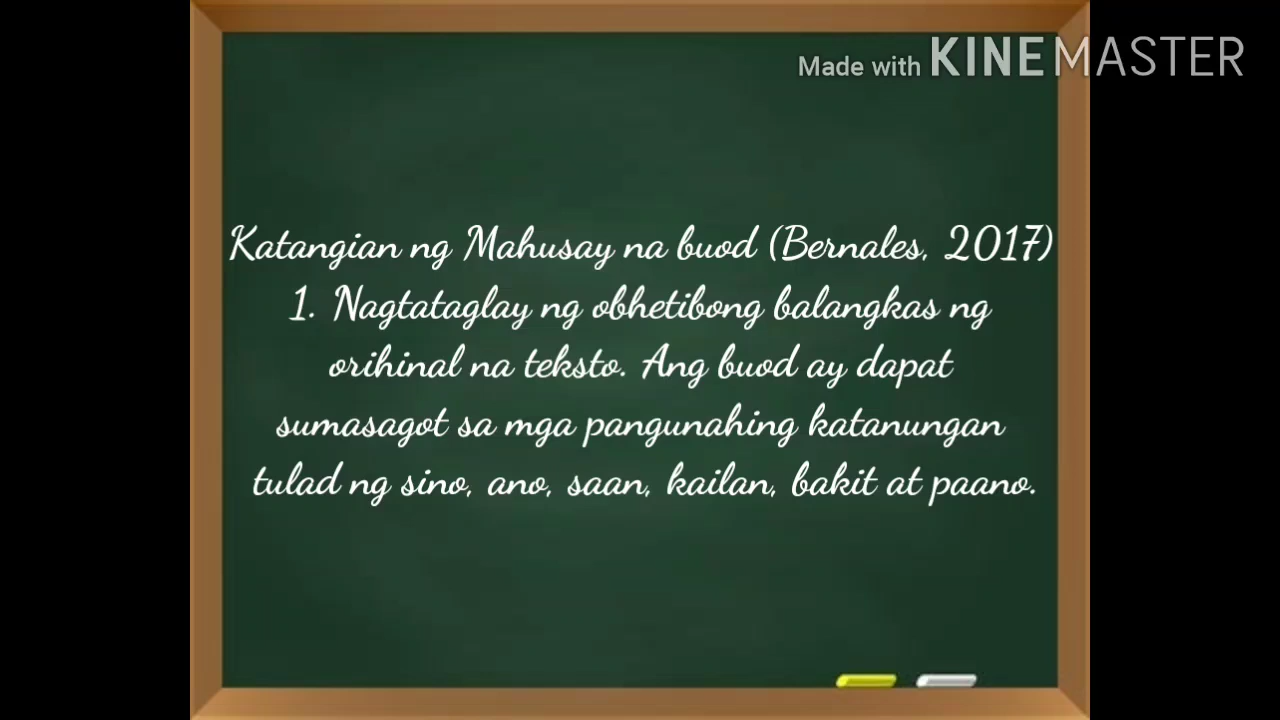 Made with KINEMASTER
Katangian ng Mahusay na buod (Bernales, 2017)
1. Nagtataglay ng obhetibong balangkas ng
orihinal na teksto. Ang buod ay dapat
sumasagot sa mga pangunahing katanungan
tulad ng sino, ano, saan, kailan, bakit at paano.